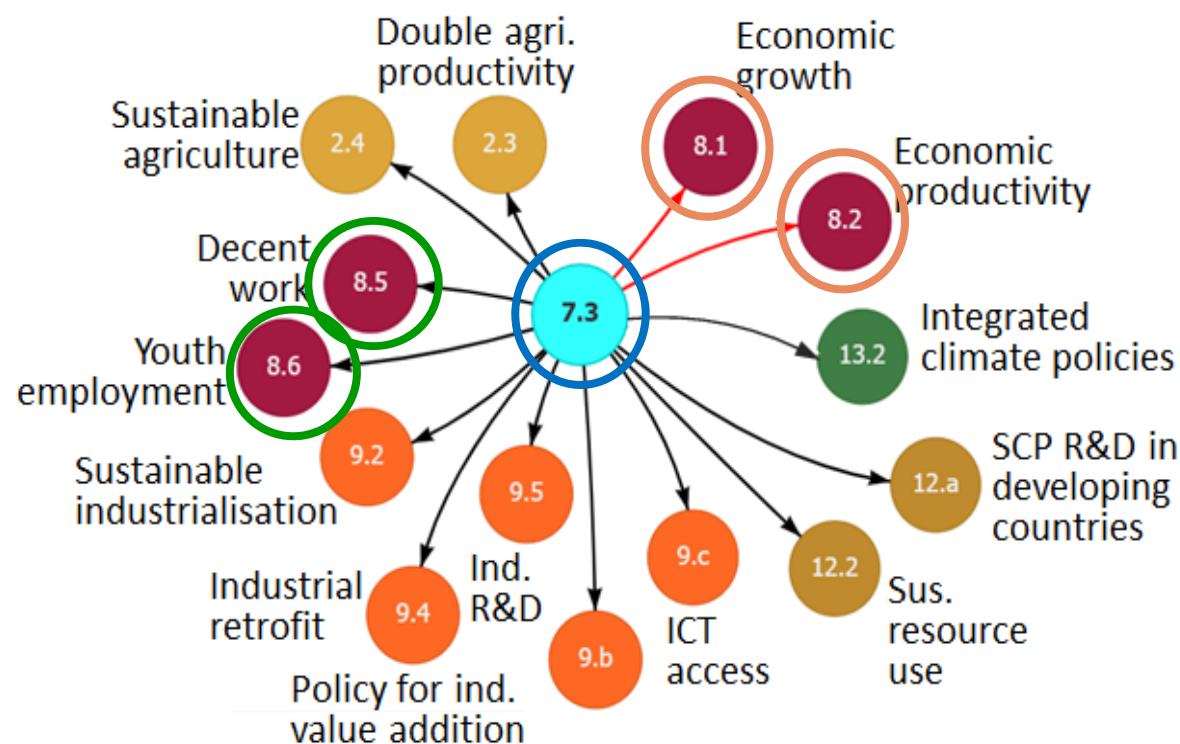 Double agri.
productivity
Economic
growth
Sustainable
agriculture
2.4
2.3
8.1
Economic
productivity
8.2
Decent
work
8.5
7.3
Integrated
climate policies
13.2
Youth
employment
8.6
9.2
Sustainable
industrialisation
9.5
SCP R&D in
developing
countries
12.a
Industrial
retrofit
9.4
Ind.
R&D
9.c
12.2
Sus.
resource
use
ICT
access
9.b
Policy for ind.
value addition